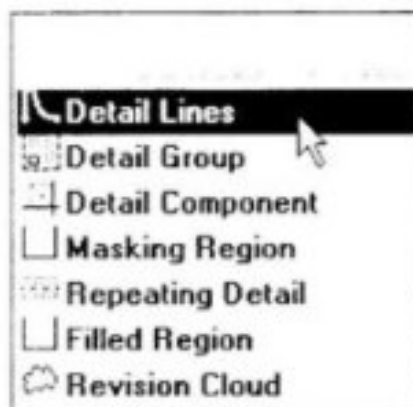 Detail Lines
Detail Group
Detail Component
Masking Region
Repeating Detail
Filled Region
Revision Cloud